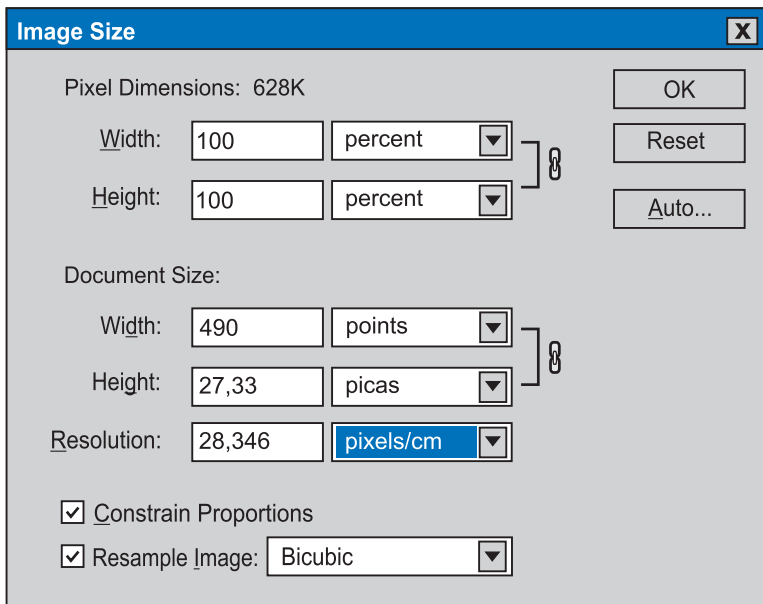 Image Size X
Pixel Dimensions: 628K
OK
Width: 100 percent
Reset
Height: 100 percent
Auto...
Document Size:
Width: 490 points
Height: 27,33 picas
Resolution: 28,346 pixels/cm
Constrain Proportions
Resample Image: Bicubic